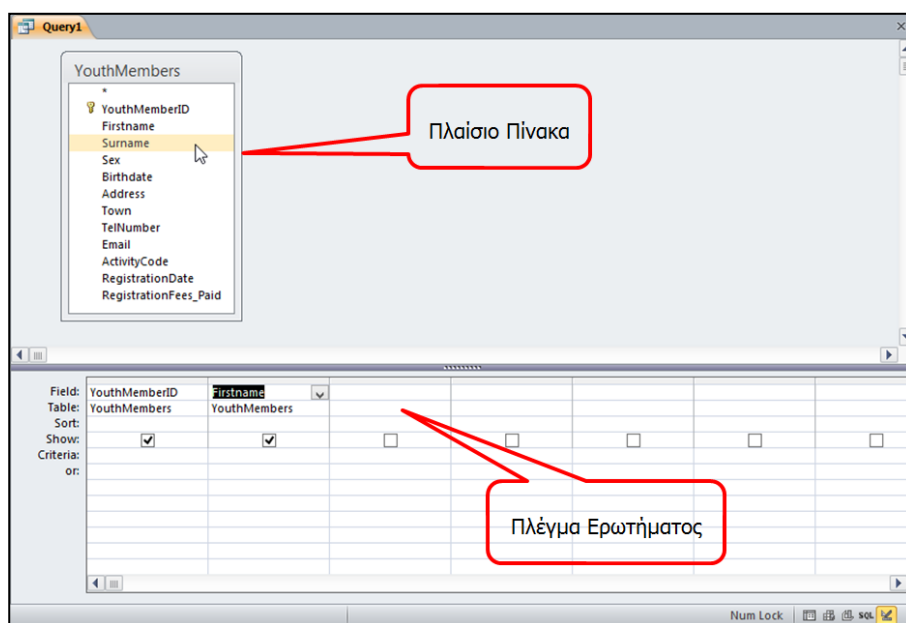 Query1
YouthMembers
*
YouthMemberID
Firstname
Surname
Sex
Birthdate
Address
Town
TelNumber
Email
ActivityCode
RegistrationDate
RegistrationFees_Paid
Πλαίσιο Πίνακα
Field: YouthMemberID Firstname
Table: YouthMembers YouthMembers
Sort:
Show:
Criteria:
or:
Πλέγμα Ερωτήματος
Num Lock SQL